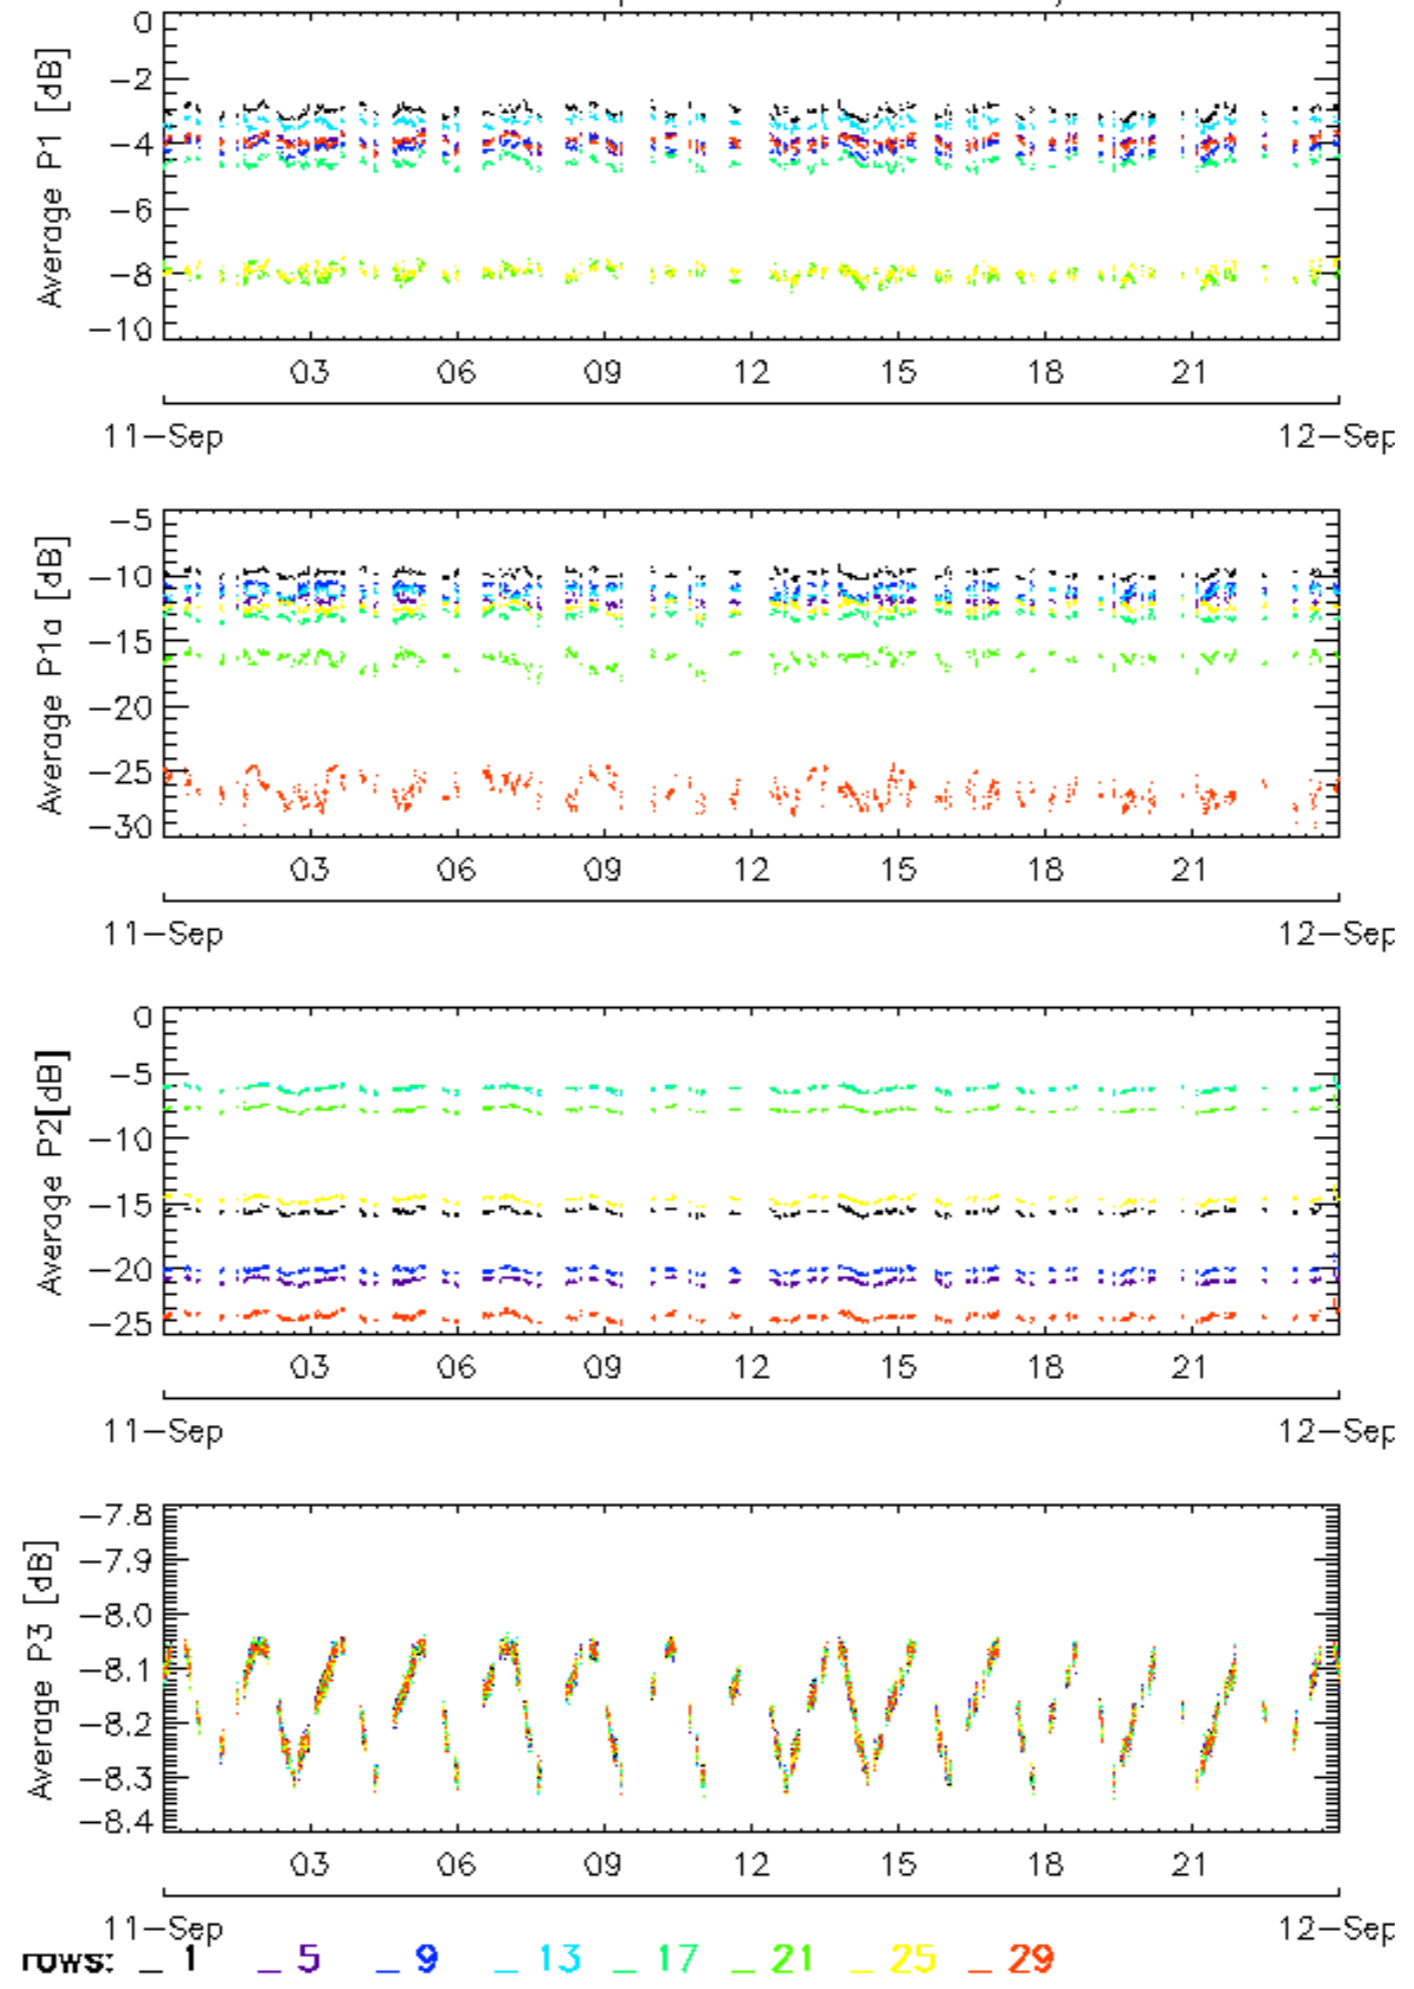 0
−2
−4
−6
−8
−10
Average P1 [dB]
03 06 09 12 15 18 21
11−Sep 12−Sep
−5
−10
−15
−20
−25
−30
Average P1a [dB]
03 06 09 12 15 18 21
11−Sep 12−Sep
0
−5
−10
−15
−20
−25
Average P2[dB]
03 06 09 12 15 18 21
11−Sep 12−Sep
−7.8
−7.9
−8.0
−8.1
−8.2
−8.3
−8.4
Average P3 [dB]
03 06 09 12 15 18 21
11−Sep 12−Sep
rows: _ 1 _ 5 _ 9 _ 13 _ 17 _ 21 _ 25 _ 29